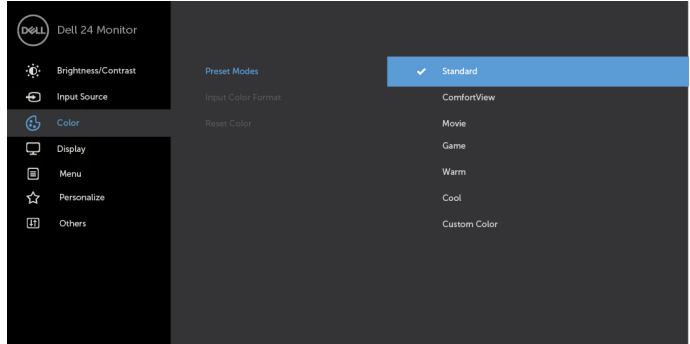 DELL Dell 24 Monitor
Brightness/Contrast Preset Modes Standard
Input Source Input Color Format ComfortView
Color Reset Color Movie
Display Game
Menu Warm
Personalize Cool
Others Custom Color